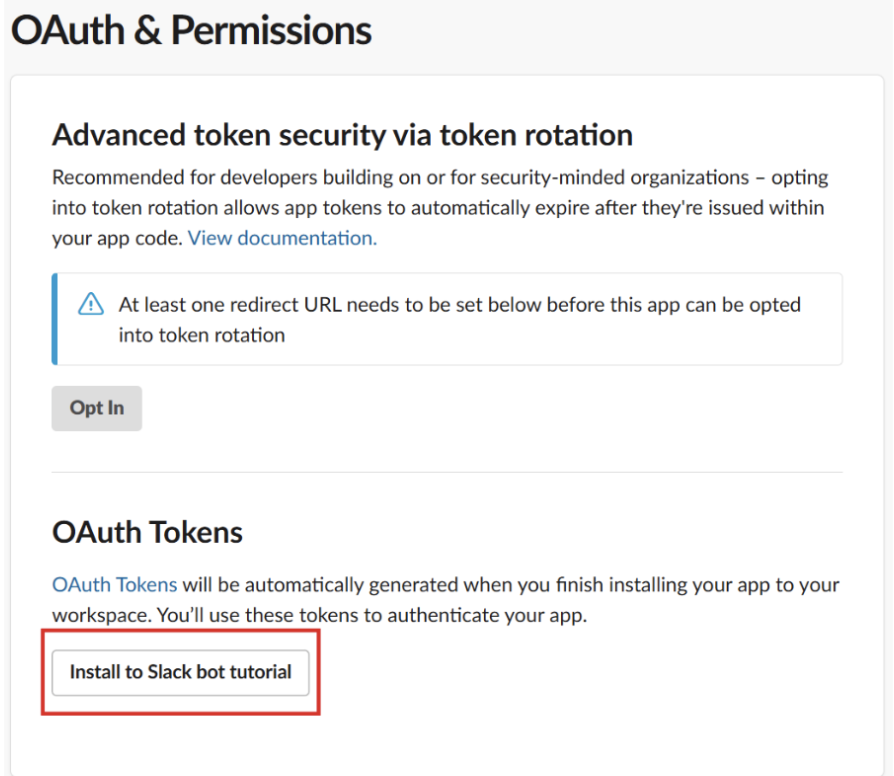 OAuth & Permissions
Advanced token security via token rotation
Recommended for developers building on or for security-minded organizations – opting
into token rotation allows app tokens to automatically expire after they're issued within
your app code. View documentation.
At least one redirect URL needs to be set below before this app can be opted
into token rotation
Opt In
OAuth Tokens
OAuth Tokens will be automatically generated when you finish installing your app to your
workspace. You’ll use these tokens to authenticate your app.
Install to Slack bot tutorial